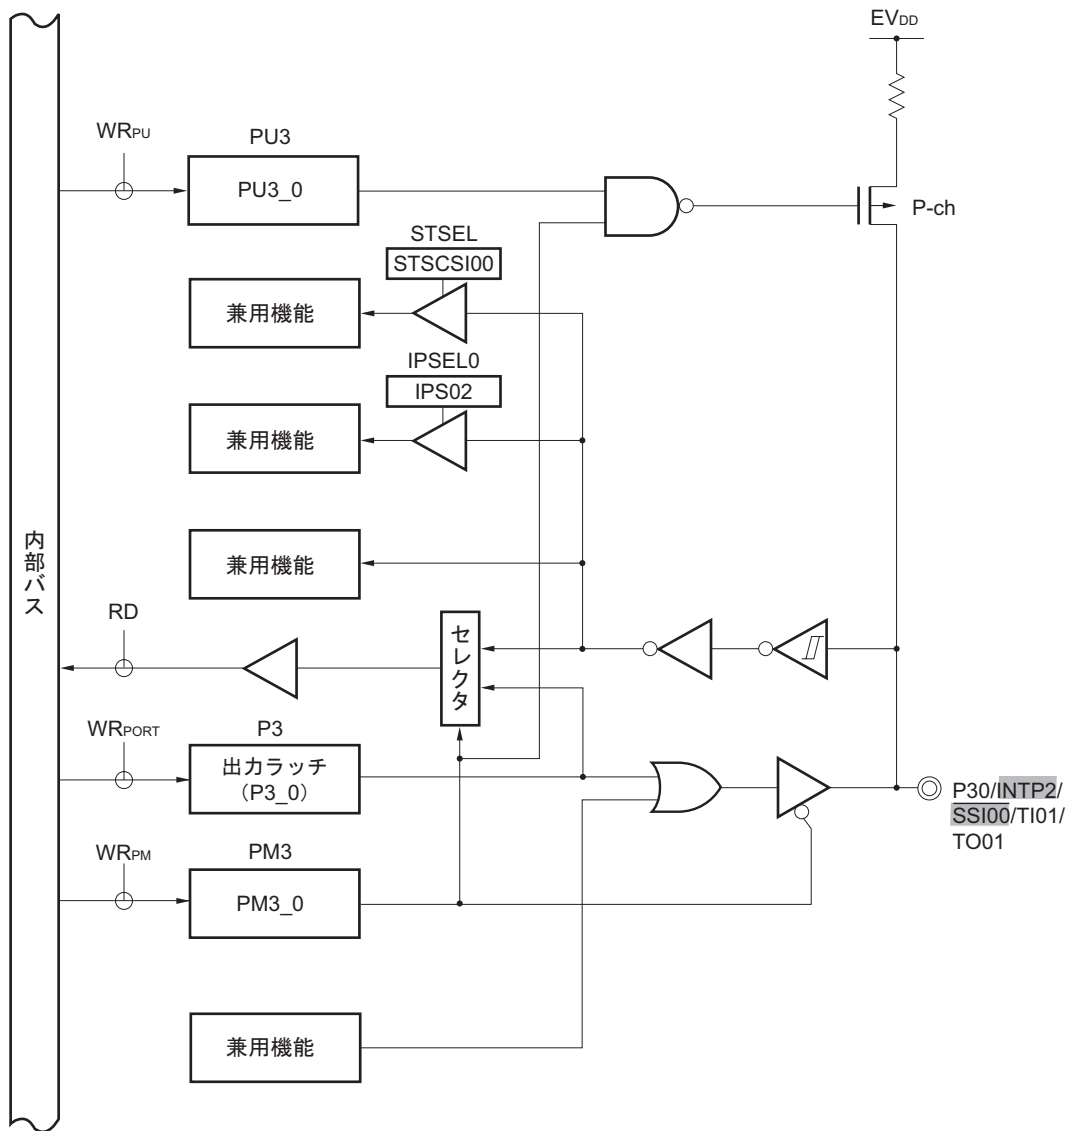 EVDD
WRPU
PU3
PU3_0
P-ch
STSEL
STSCSI00
兼用機能
IPSEL0
IPS02
兼用機能
兼用機能
内部バス
RD
セレクタ
WRPORT
P3
出力ラッチ
(P3_0)
P30/INTP2/
SSI00/TI01/
TO01
WRPM
PM3
PM3_0
兼用機能